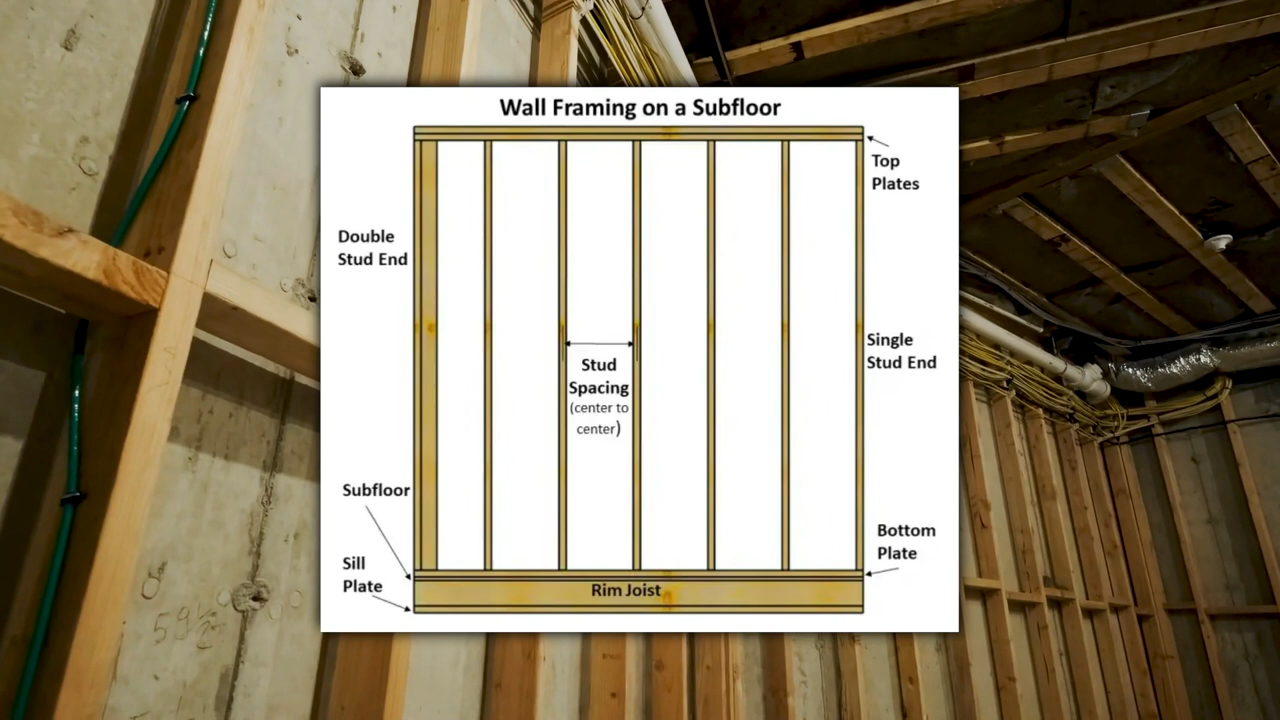 Wall Framing on a Subfloor
Top
Plates
Double
Stud End
Single
Stud End
Stud
Spacing
(center to
center)
Subfloor
Bottom
Plate
Sill
Plate
Rim Joist
59½